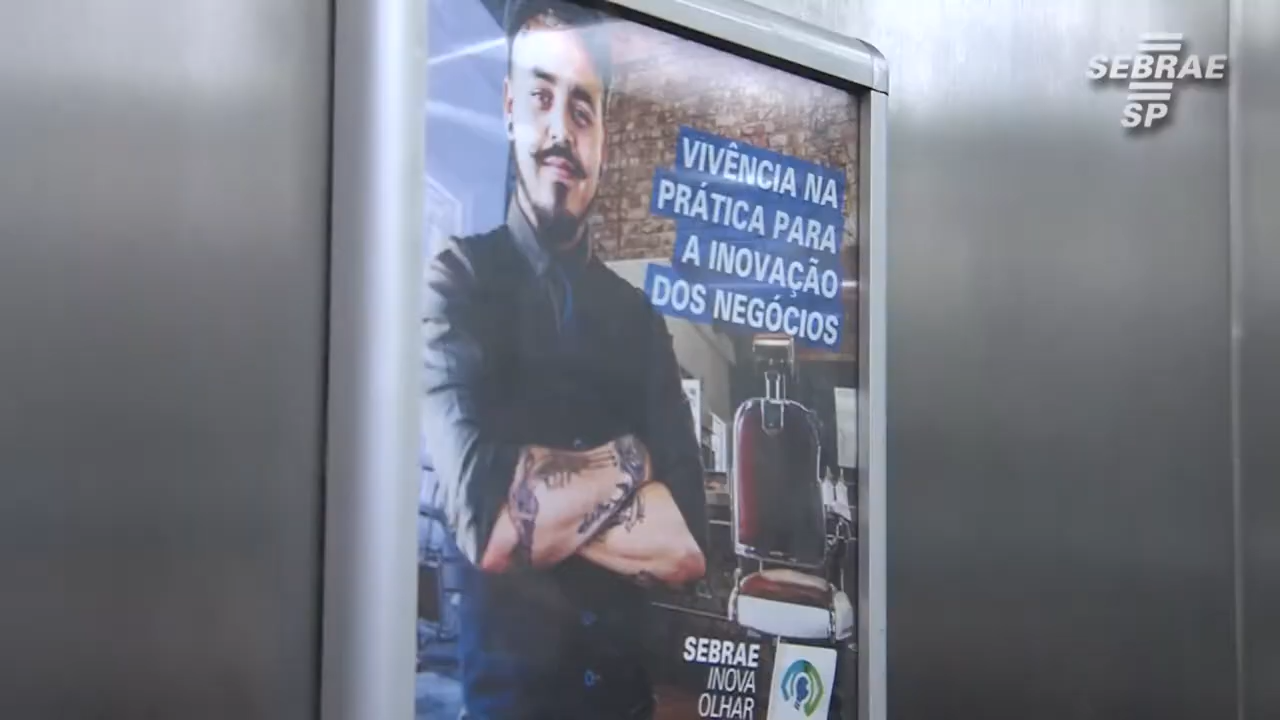 SEBRAE
SP
VIVÊNCIA NA
PRÁTICA PARA
A INOVAÇÃO
DOS NEGÓCIOS
SEBRAE
INOVA
OLHAR